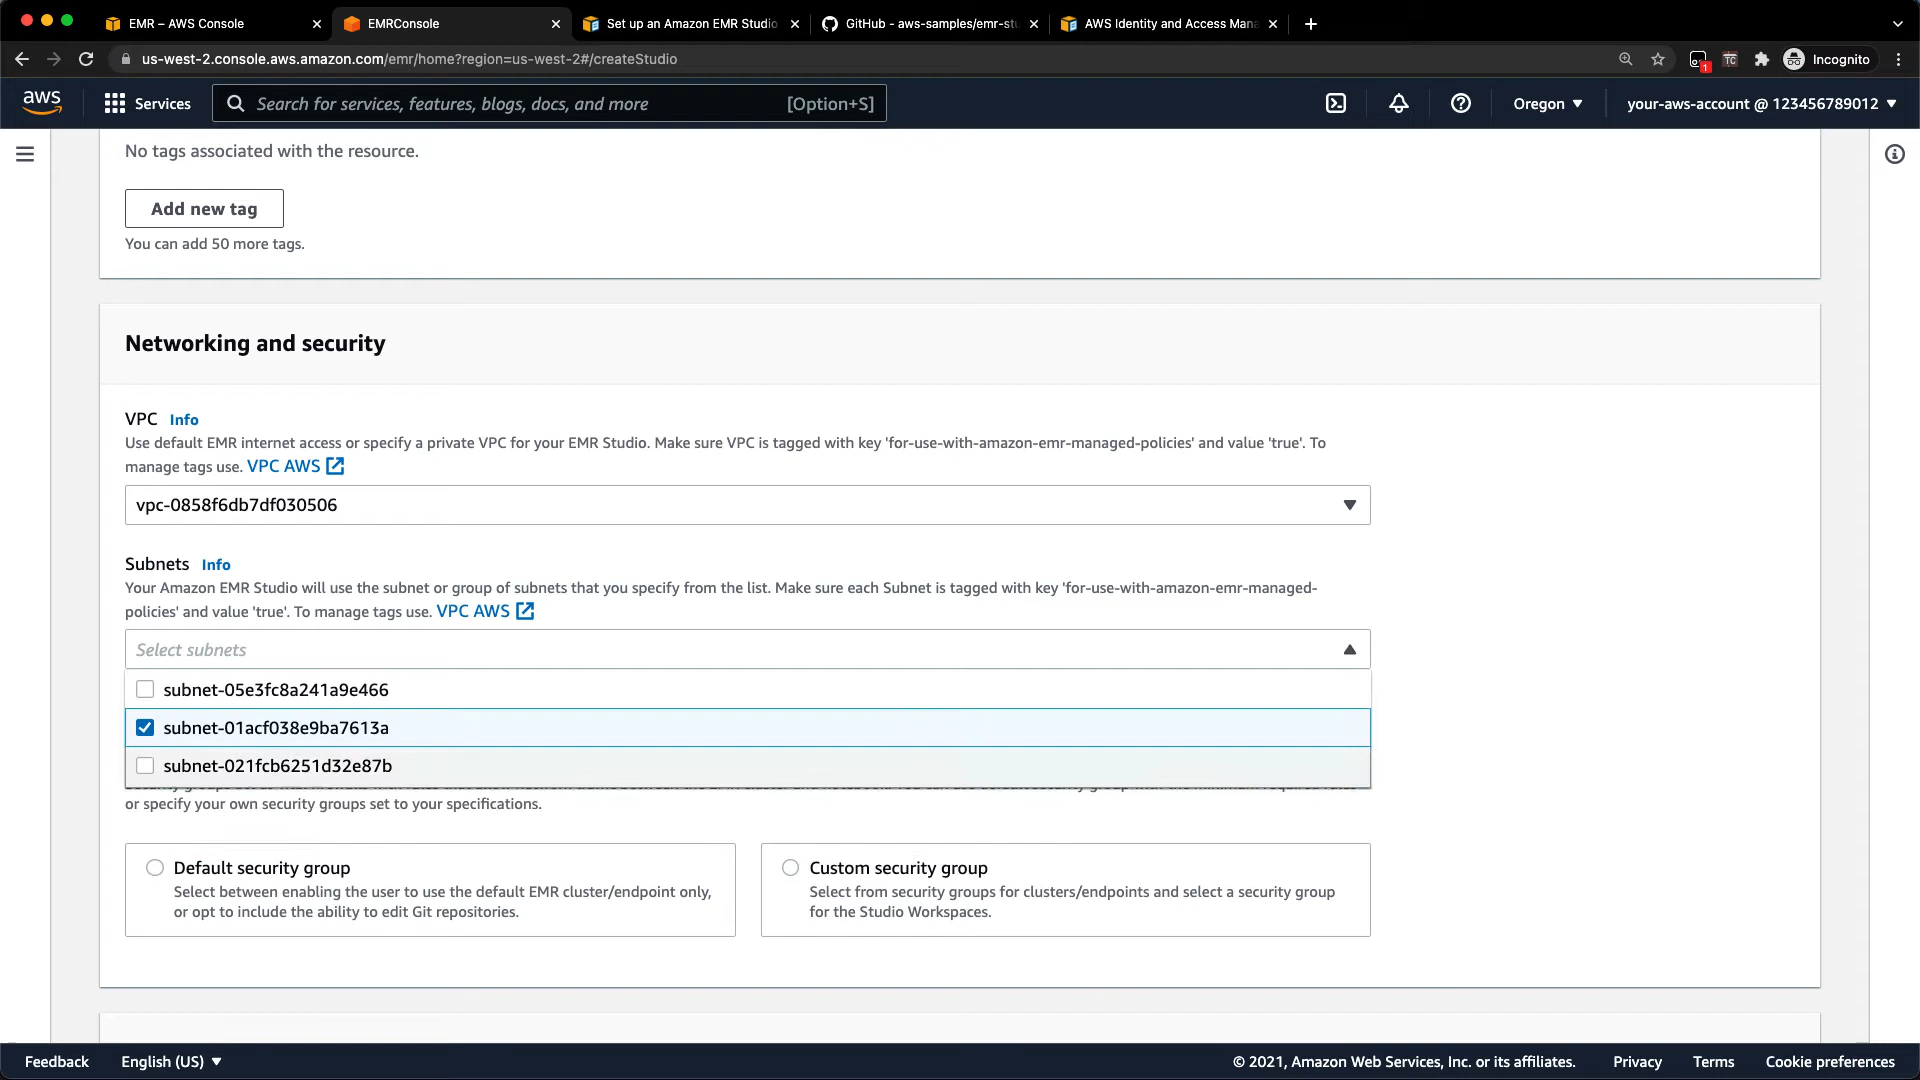 EMR – AWS Console
EMRConsole
Set up an Amazon EMR Studio
GitHub - aws-samples/emr-stu
AWS Identity and Access Mana
us-west-2.console.aws.amazon.com/emr/home?region=us-west-2#/createStudio
1
TC
Incognito
aws
Services
Search for services, features, blogs, docs, and more
[Option+S]
Oregon
your-aws-account @ 123456789012
No tags associated with the resource.
Add new tag
You can add 50 more tags.
Networking and security
VPC Info
Use default EMR internet access or specify a private VPC for your EMR Studio. Make sure VPC is tagged with key 'for-use-with-amazon-emr-managed-policies' and value 'true'. To
manage tags use. VPC AWS
vpc-0858f6db7df030506
Subnets Info
Your Amazon EMR Studio will use the subnet or group of subnets that you specify from the list. Make sure each Subnet is tagged with key 'for-use-with-amazon-emr-managed-
policies' and value 'true'. To manage tags use. VPC AWS
Select subnets
subnet-05e3fc8a241a9e466
subnet-01acf038e9ba7613a
subnet-021fcb6251d32e87b
or specify your own security groups set to your specifications.
Default security group
Select between enabling the user to use the default EMR cluster/endpoint only,
or opt to include the ability to edit Git repositories.
Custom security group
Select from security groups for clusters/endpoints and select a security group
for the Studio Workspaces.
Feedback
English (US)
© 2021, Amazon Web Services, Inc. or its affiliates.
Privacy
Terms
Cookie preferences